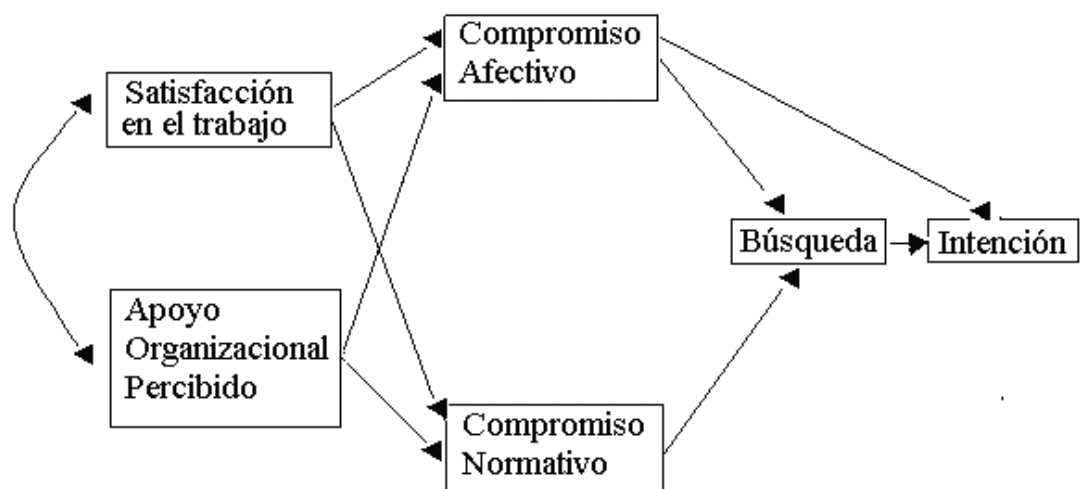 Compromiso
Afectivo
Satisfacción
en el trabajo
Búsqueda
Intención
Apoyo
Organizacional
Percibido
Compromiso
Normativo